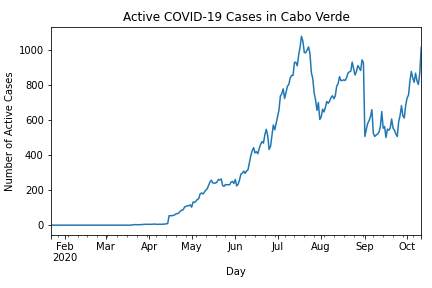 Active COVID-19 Cases in Cabo Verde
Number of Active Cases
1000
800
600
400
200
0
Feb Mar Apr May Jun Jul Aug Sep Oct
2020
Day